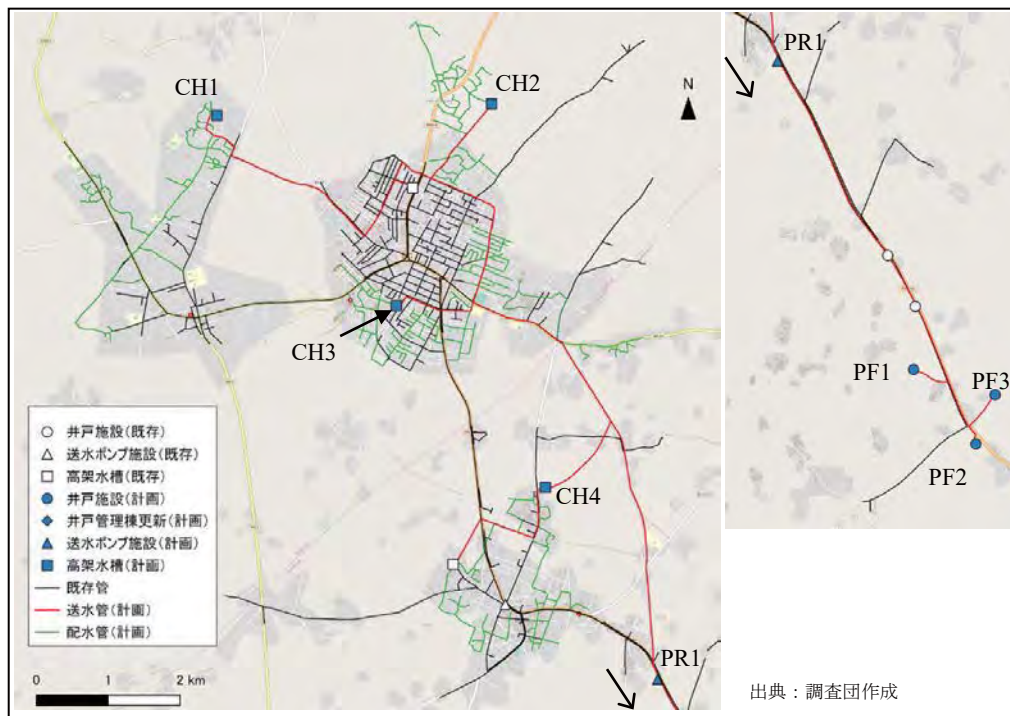 CH1
CH2
N
CH3
CH4
PR1
井戸施設(既存)
送水ポンプ施設(既存)
高架水槽(既存)
井戸施設(計画)
井戸管理棟更新(計画)
送水ポンプ施設(計画)
高架水槽(計画)
既存管
送水管(計画)
配水管(計画)
0 1 2 km
PR1
PF1
PF3
PF2
出典：調査団作成